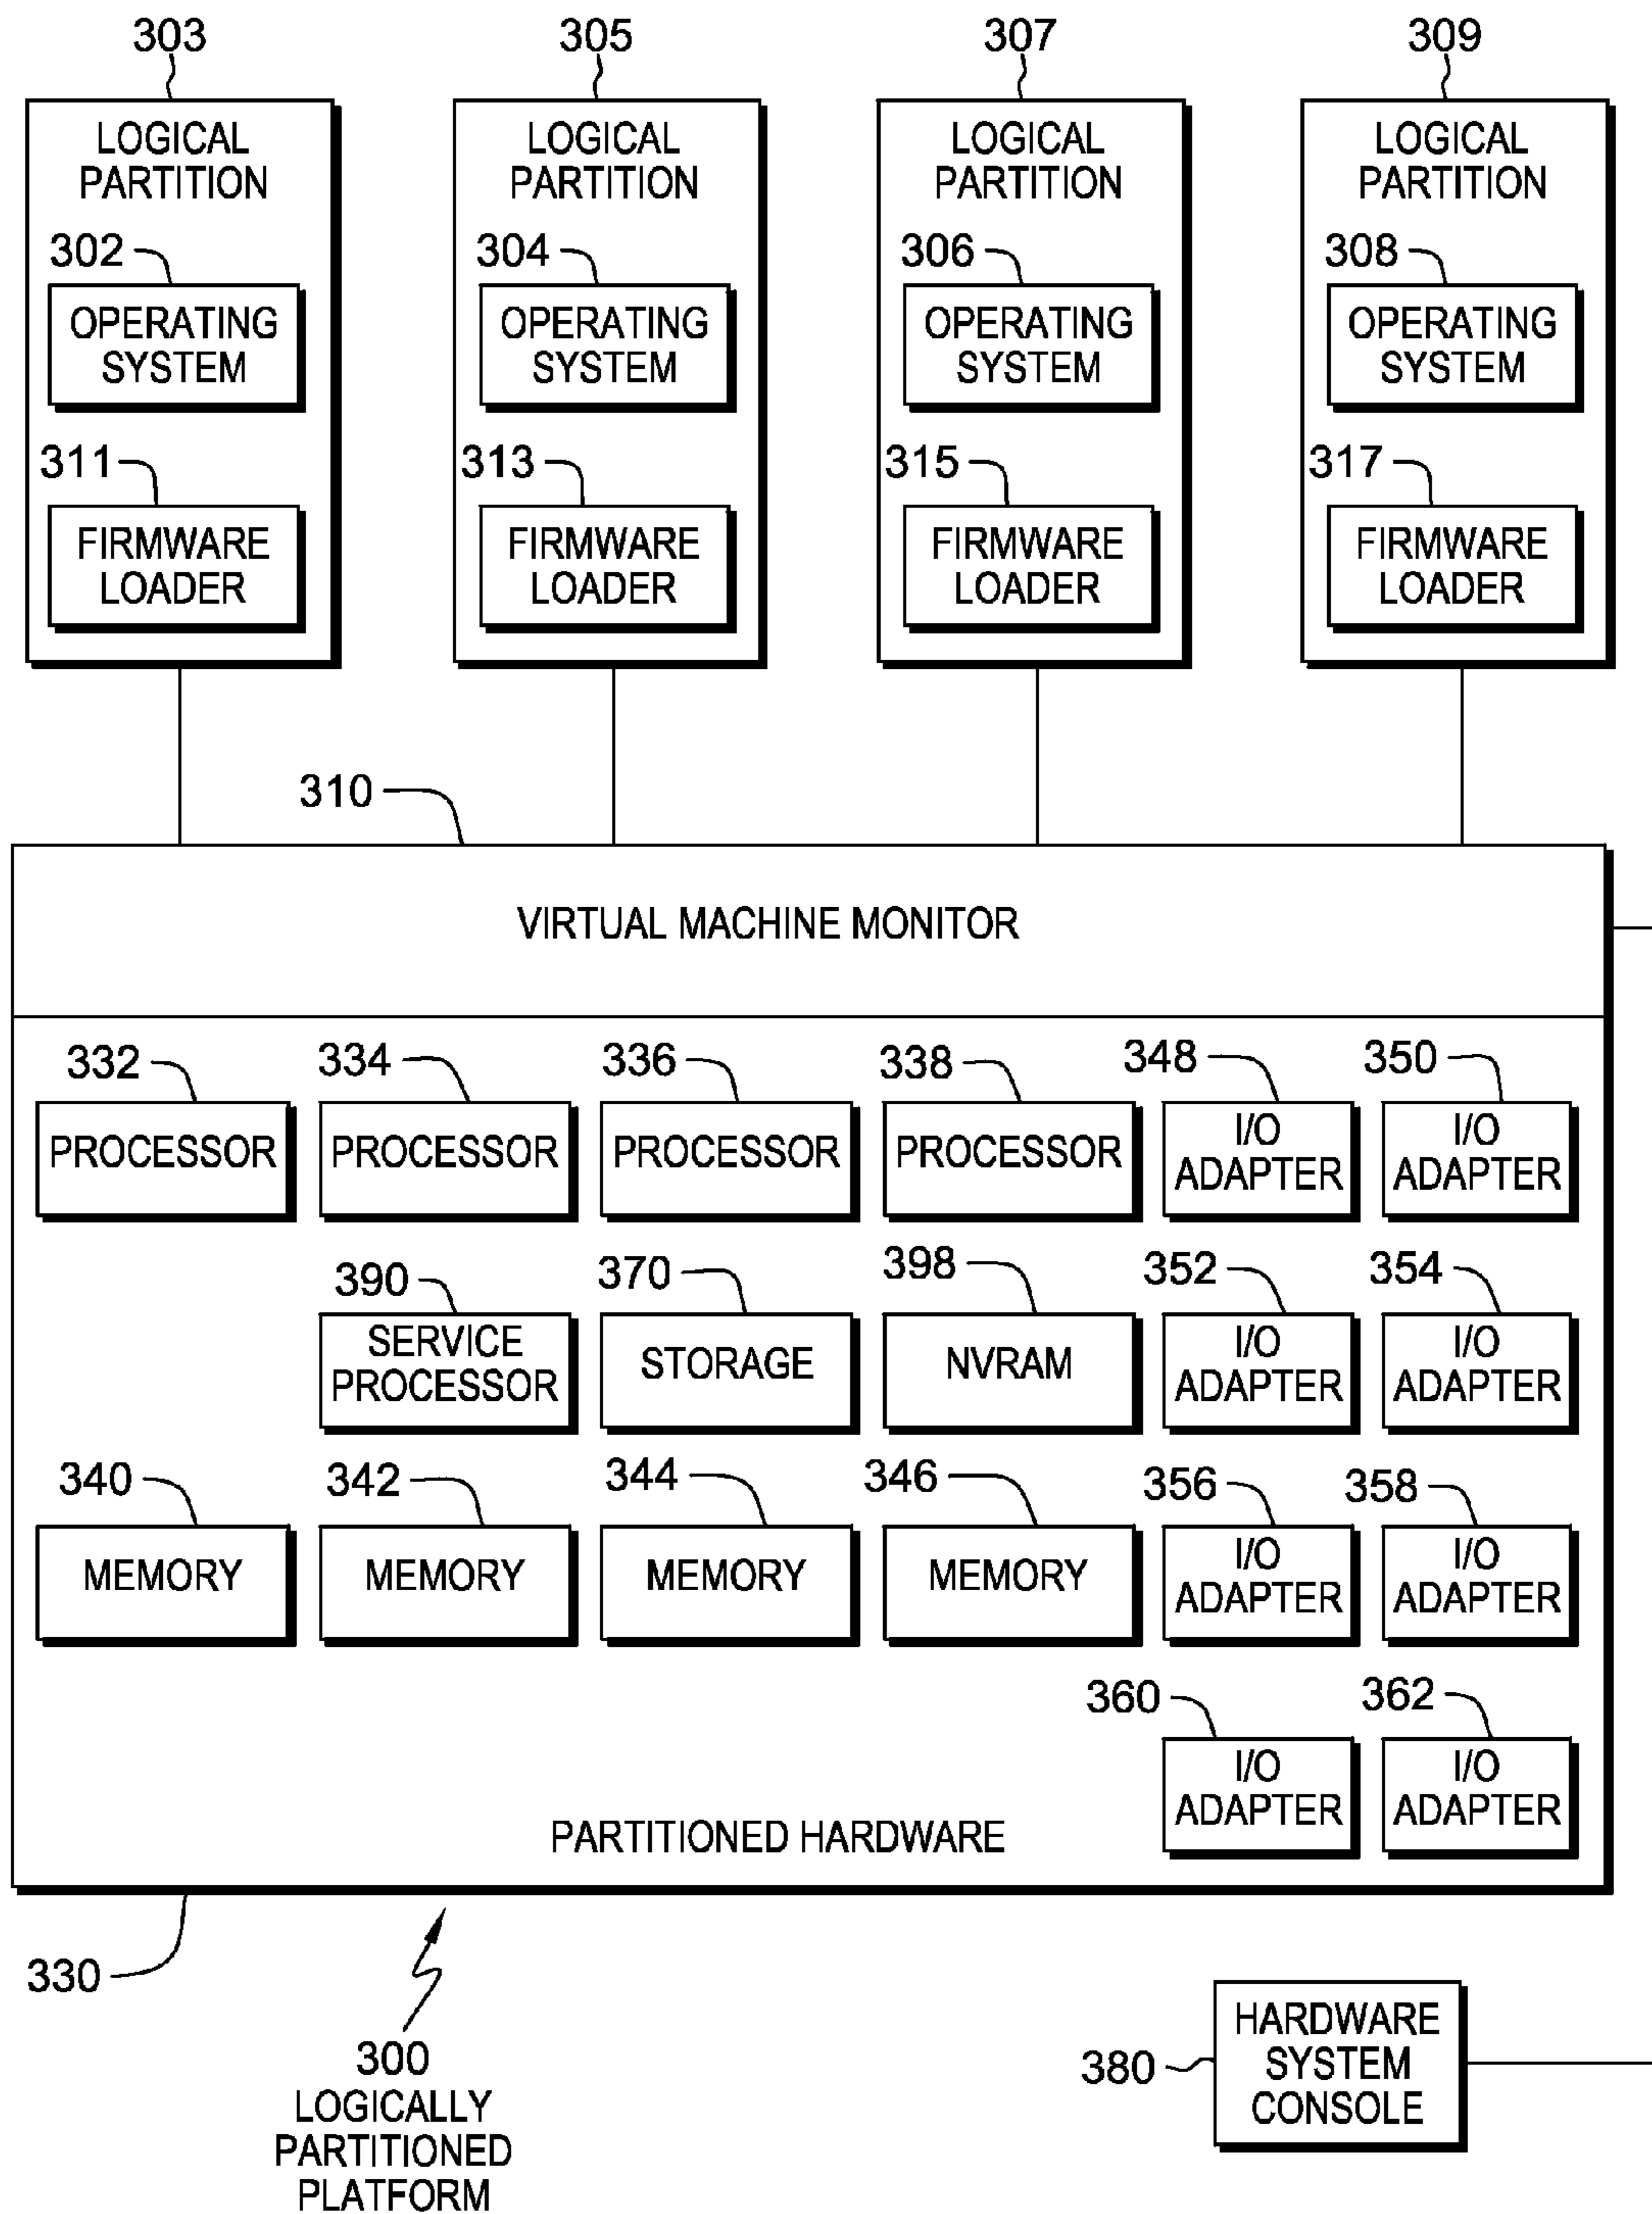 303 305 307 309
LOGICAL PARTITION LOGICAL PARTITION LOGICAL PARTITION LOGICAL PARTITION
302 304 306 308
OPERATING SYSTEM OPERATING SYSTEM OPERATING SYSTEM OPERATING SYSTEM
311 313 315 317
FIRMWARE LOADER FIRMWARE LOADER FIRMWARE LOADER FIRMWARE LOADER
310
VIRTUAL MACHINE MONITOR
332 334 336 338 348 350
PROCESSOR PROCESSOR PROCESSOR PROCESSOR I/O ADAPTER I/O ADAPTER
390 370 398 352 354
SERVICE PROCESSOR STORAGE NVRAM I/O ADAPTER I/O ADAPTER
340 342 344 346 356 358
MEMORY MEMORY MEMORY MEMORY I/O ADAPTER I/O ADAPTER
360 362
I/O ADAPTER I/O ADAPTER
PARTITIONED HARDWARE
330
300
LOGICALLY
PARTITIONED
PLATFORM
380
HARDWARE
SYSTEM
CONSOLE